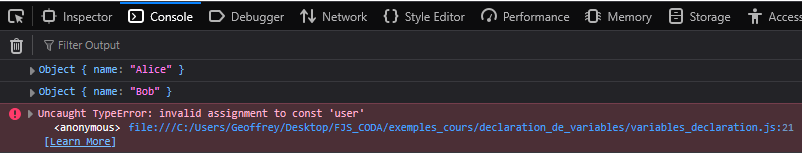 Inspector Console Debugger Network Style Editor Performance Memory Storage Access
Filter Output
Object { name: "Alice" }
Object { name: "Bob" }
Uncaught TypeError: invalid assignment to const 'user'
<anonymous> file:///C:/Users/Geoffrey/Desktop/FJS_CODA/exemples_cours/declaration_de_variables/variables_declaration.js:21
[Learn More]